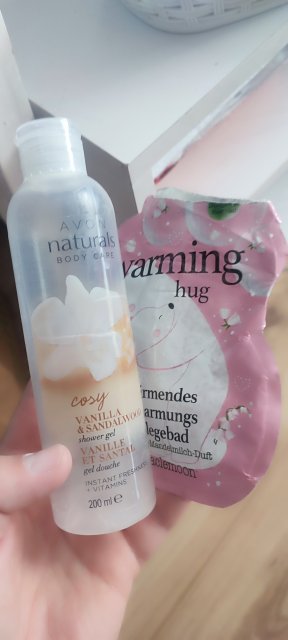 AVON
naturals
BODY CARE
cosy
VANILLA
& SANDALWOOD
shower gel
VANILLE
ET SANTAL
gel douche
INSTANT FRESHNESS
+ VITAMINS
200 ml e
warming
hug
rmendes
armungs
legebad
Mandelmilch-Duft
aclemoon